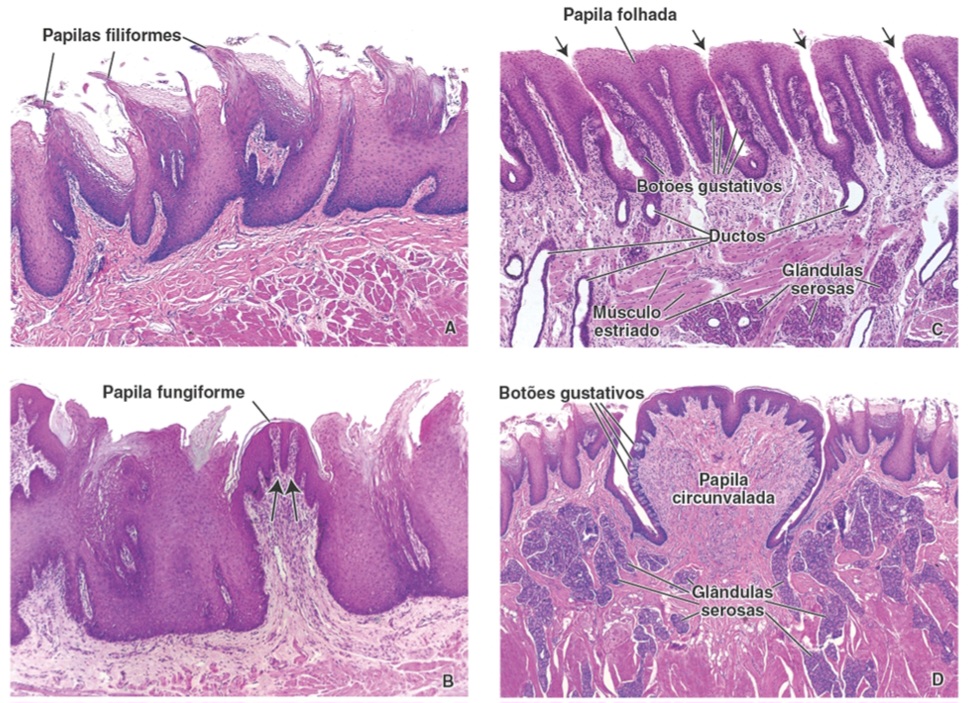 Papilas filiformes
A
Papila folhada
Botões gustativos
Ductos
Glândulas
serosas
Músculo
estriado
C
Papila fungiforme
B
Botões gustativos
Papila
circunvalada
Glândulas
serosas
D